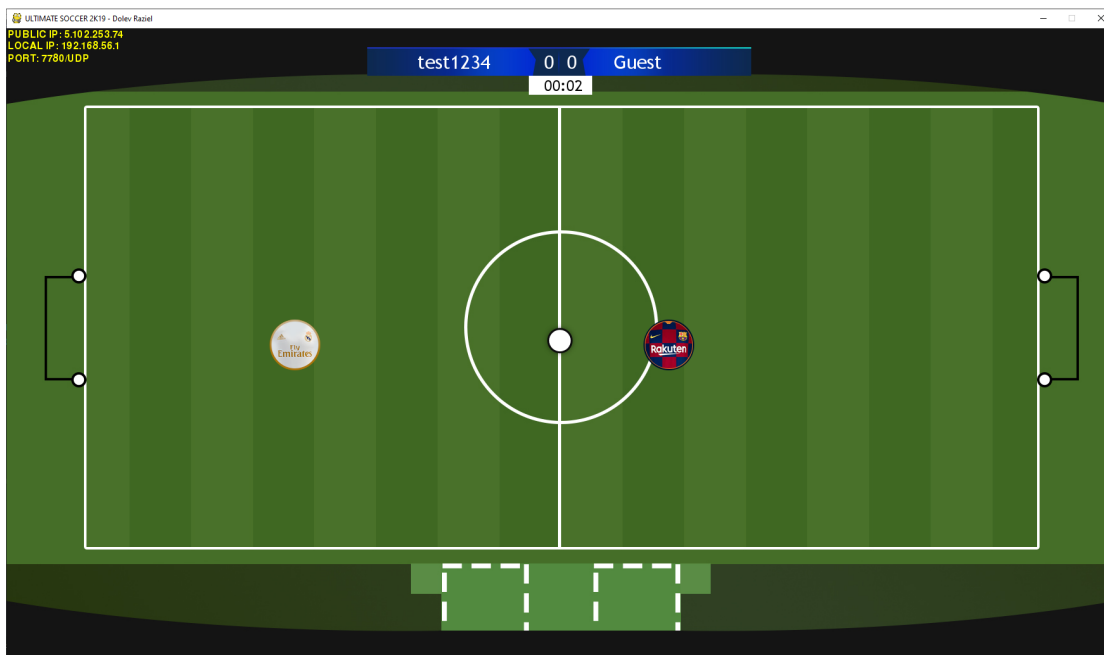 ULTIMATE SOCCER 2K19 - Dolev Raziel
PUBLIC IP: 5.102.253.74
LOCAL IP: 192.168.56.1
PORT: 7780/UDP
test1234 0 0 Guest
00:02
Fly
Emirates
Rakuten